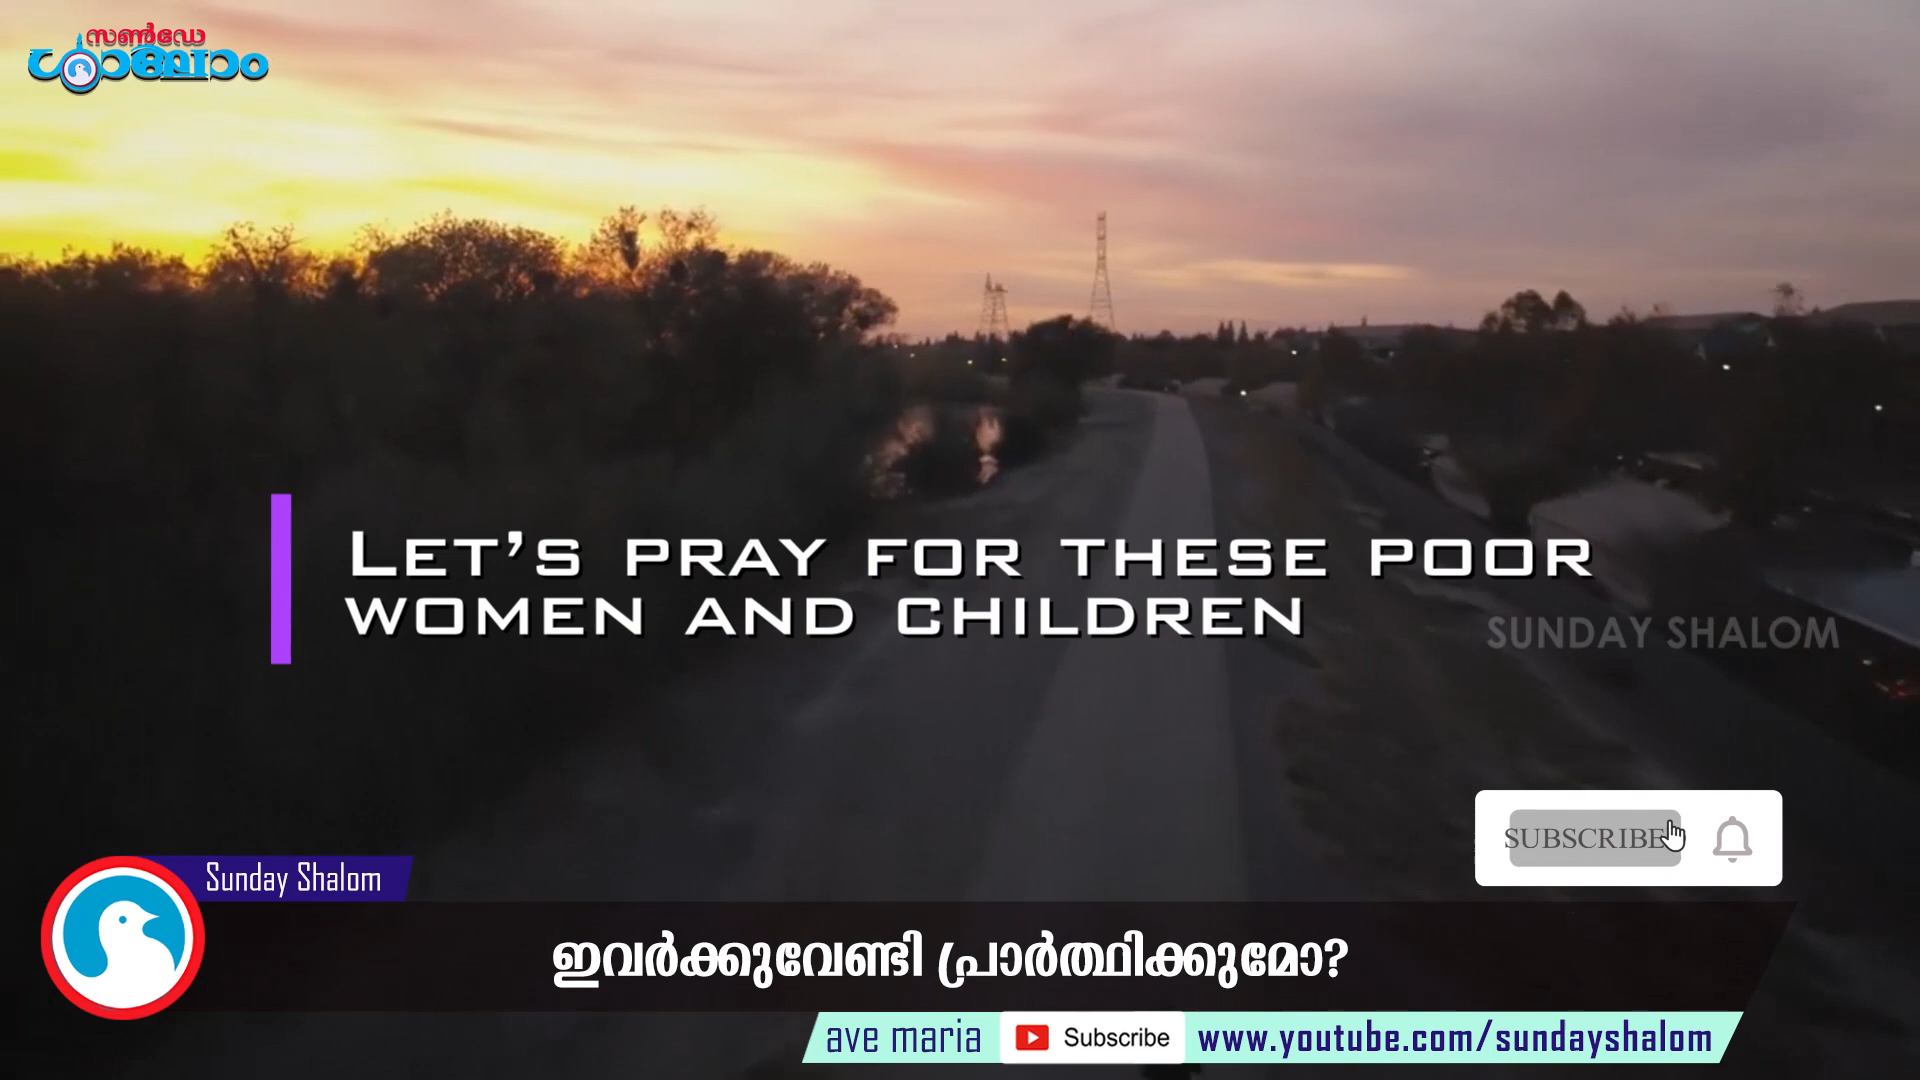 സൺഡേ
ശാലോം
LET'S PRAY FOR THESE POOR
WOMEN AND CHILDREN
SUNDAY SHALOM
SUBSCRIBE
Sunday Shalom
ഇവർക്കുവേണ്ടി പ്രാർത്ഥിക്കുമോ?
ave maria
Subscribe
www.youtube.com/sundayshalom